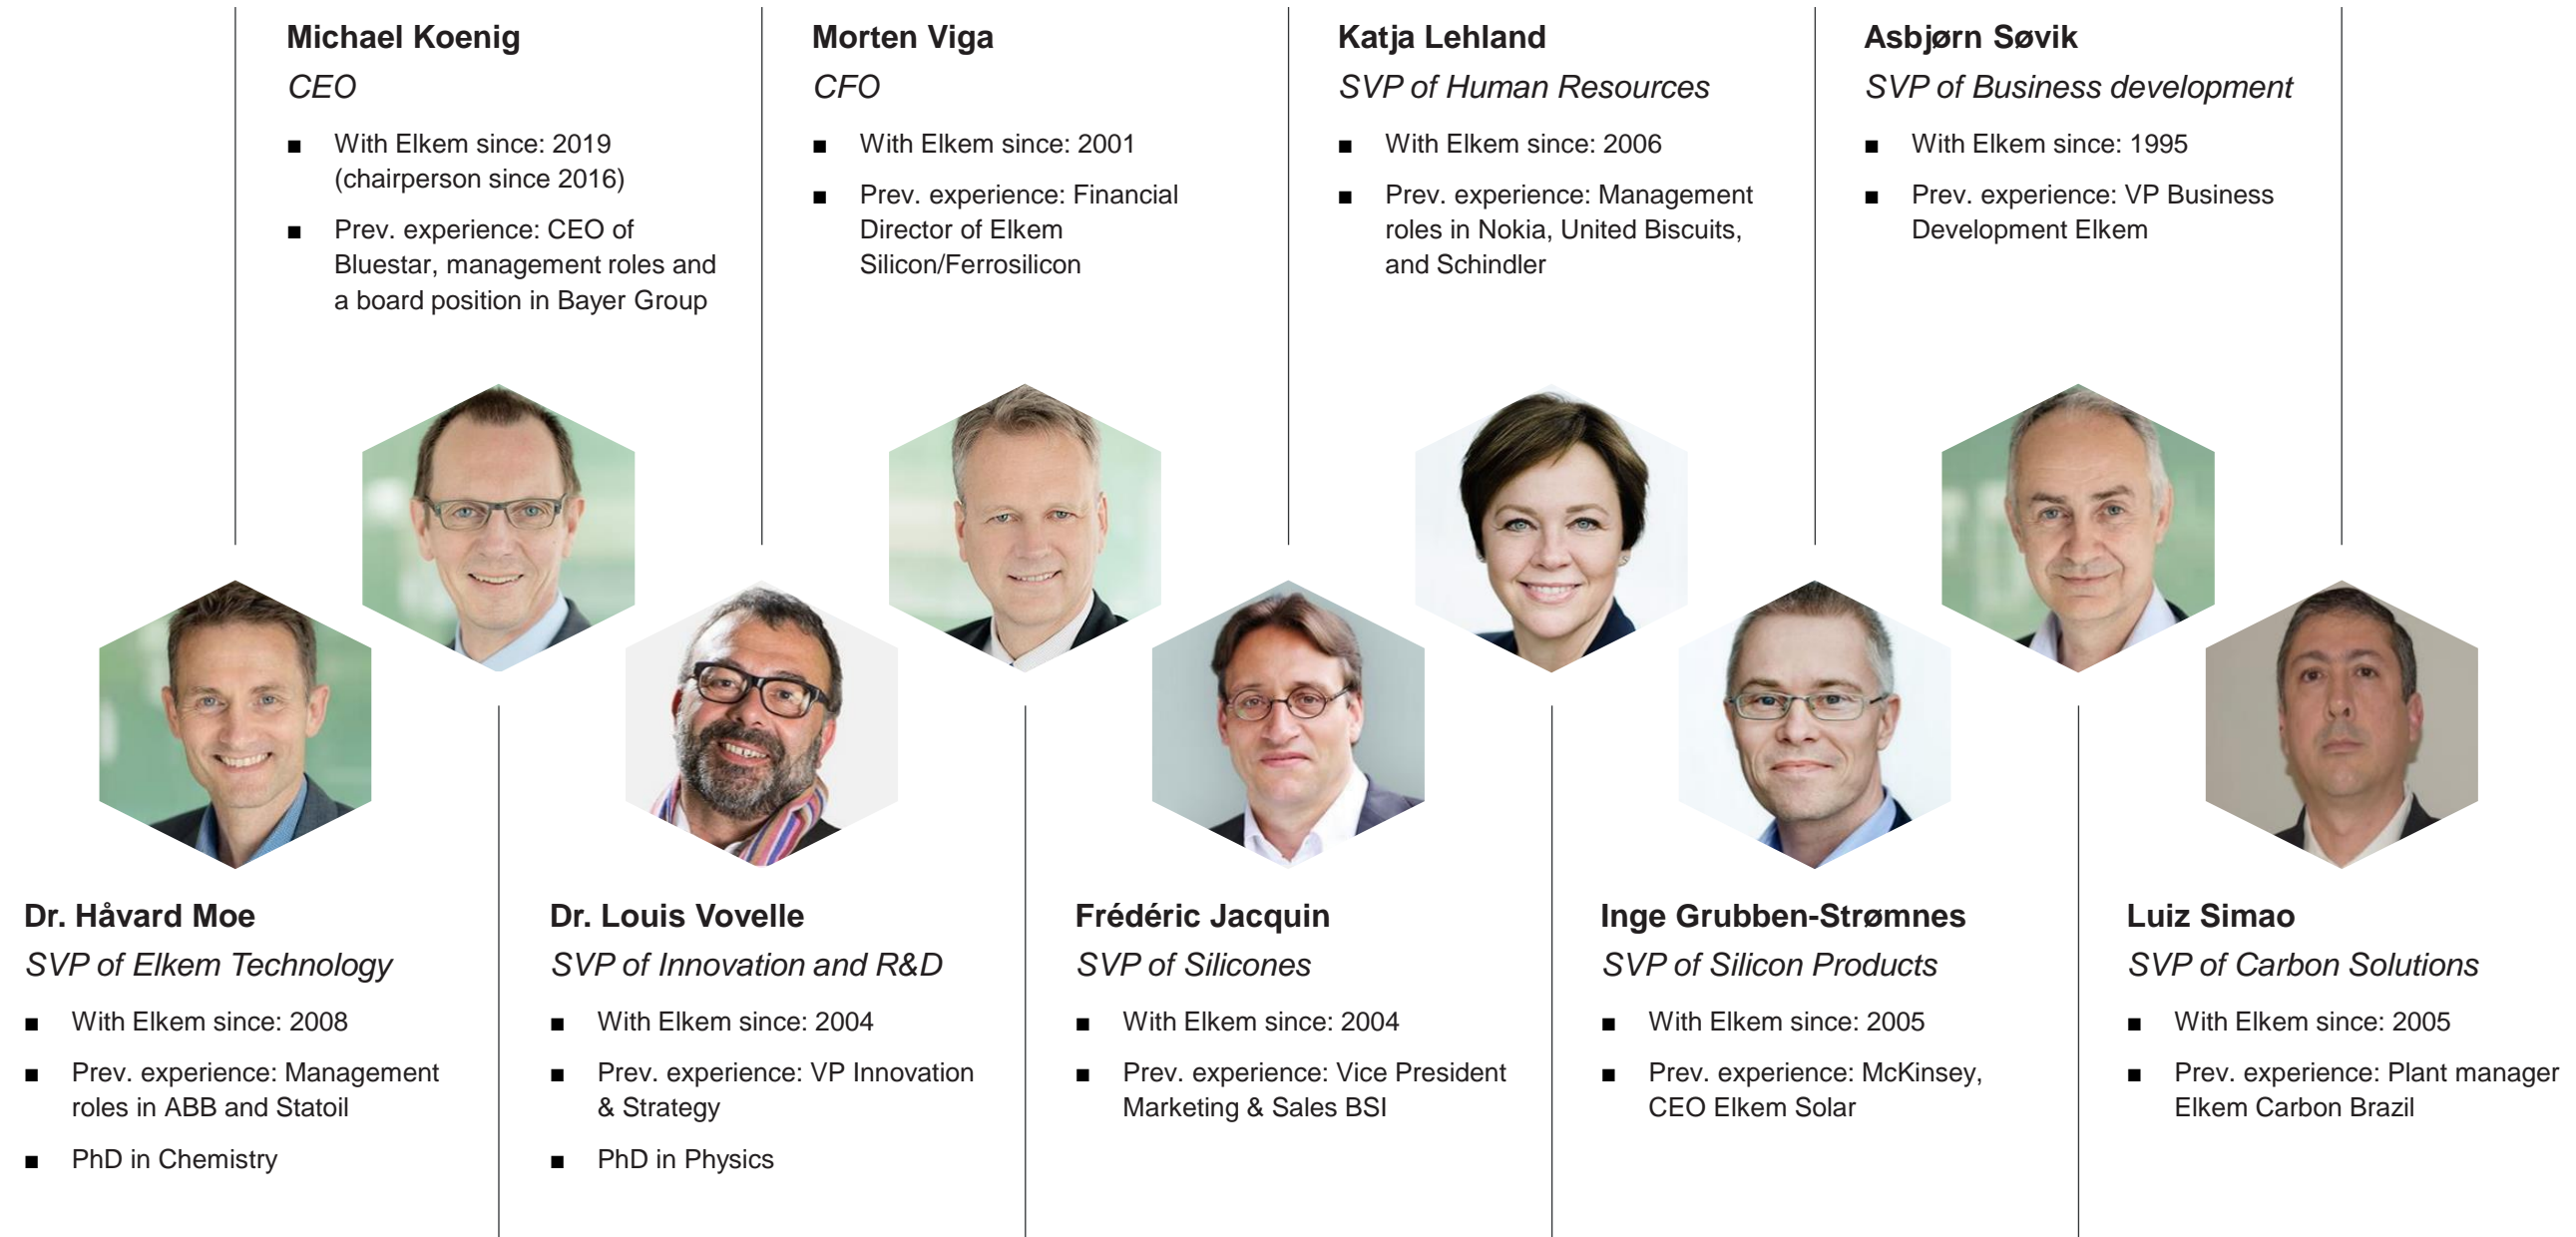 Michael Koenig
CEO
■ With Elkem since: 2019
(chairperson since 2016)
■ Prev. experience: CEO of
Bluestar, management roles and
a board position in Bayer Group
Morten Viga
CFO
■ With Elkem since: 2001
■ Prev. experience: Financial
Director of Elkem
Silicon/Ferrosilicon
Katja Lehland
SVP of Human Resources
■ With Elkem since: 2006
■ Prev. experience: Management
roles in Nokia, United Biscuits,
and Schindler
Asbjørn Søvik
SVP of Business development
■ With Elkem since: 1995
■ Prev. experience: VP Business
Development Elkem
Dr. Håvard Moe
SVP of Elkem Technology
■ With Elkem since: 2008
■ Prev. experience: Management
roles in ABB and Statoil
■ PhD in Chemistry
Dr. Louis Vovelle
SVP of Innovation and R&D
■ With Elkem since: 2004
■ Prev. experience: VP Innovation
& Strategy
■ PhD in Physics
Frédéric Jacquin
SVP of Silicones
■ With Elkem since: 2004
■ Prev. experience: Vice President
Marketing & Sales BSI
Inge Grubben-Strømnes
SVP of Silicon Products
■ With Elkem since: 2005
■ Prev. experience: McKinsey,
CEO Elkem Solar
Luiz Simao
SVP of Carbon Solutions
■ With Elkem since: 2005
■ Prev. experience: Plant manager
Elkem Carbon Brazil